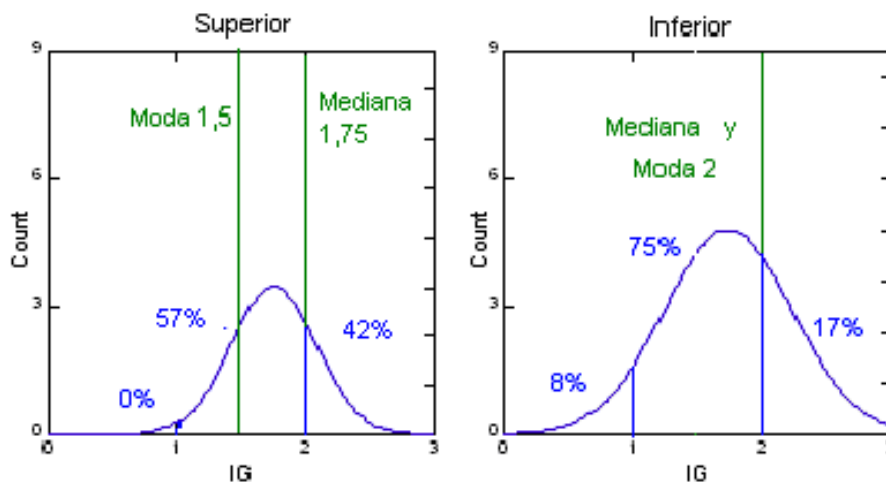 Superior
9
6
3
0
Count
Moda 1,5
Mediana
1,75
57%
42%
0%
0 1 2 3
IG
Inferior
9
6
3
0
Count
Mediana y
Moda 2
75%
17%
8%
0 1 2
IG